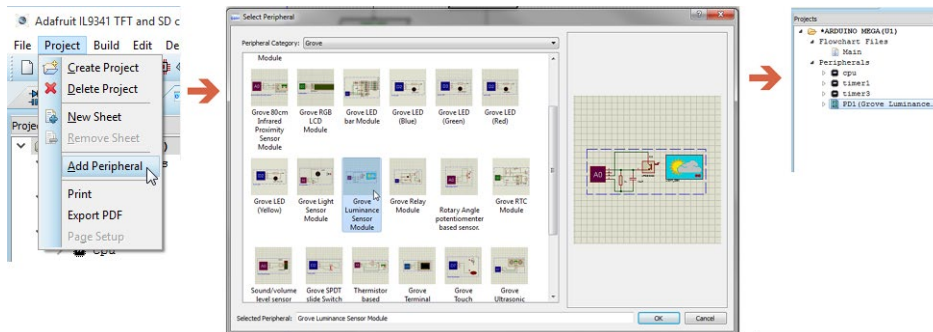 Adafruit IL9341 TFT and SD c
File Project Build Edit De
Create Project
Delete Project
New Sheet
Remove Sheet
Add Peripheral
Print
Export PDF
Page Setup
Proje
cpu
Select Peripheral
Peripheral Category: Grove
Module
Grove 80cm Infrared Proximity Sensor Module
Grove RGB LCD Module
Grove LED bar Module
Grove LED (Blue)
Grove LED (Green)
Grove LED (Red)
Grove LED (Yellow)
Grove Light Sensor Module
Grove Luminance Sensor Module
Grove Relay Module
Rotary Angle potentiomenter based sensor.
Grove RTC Module
Sound/volume level sensor
Grove SPDT slide Switch
Thermistor based
Grove Terminal
Grove Touch
Grove Ultrasonic
Selected Peripheral: Grove Luminance Sensor Module
OK Cancel
A0
Projects
*ARDUINO MEGA(U1)
Flowchart Files
Main
Peripherals
cpu
timer1
timer3
PD1(Grove Luminance.